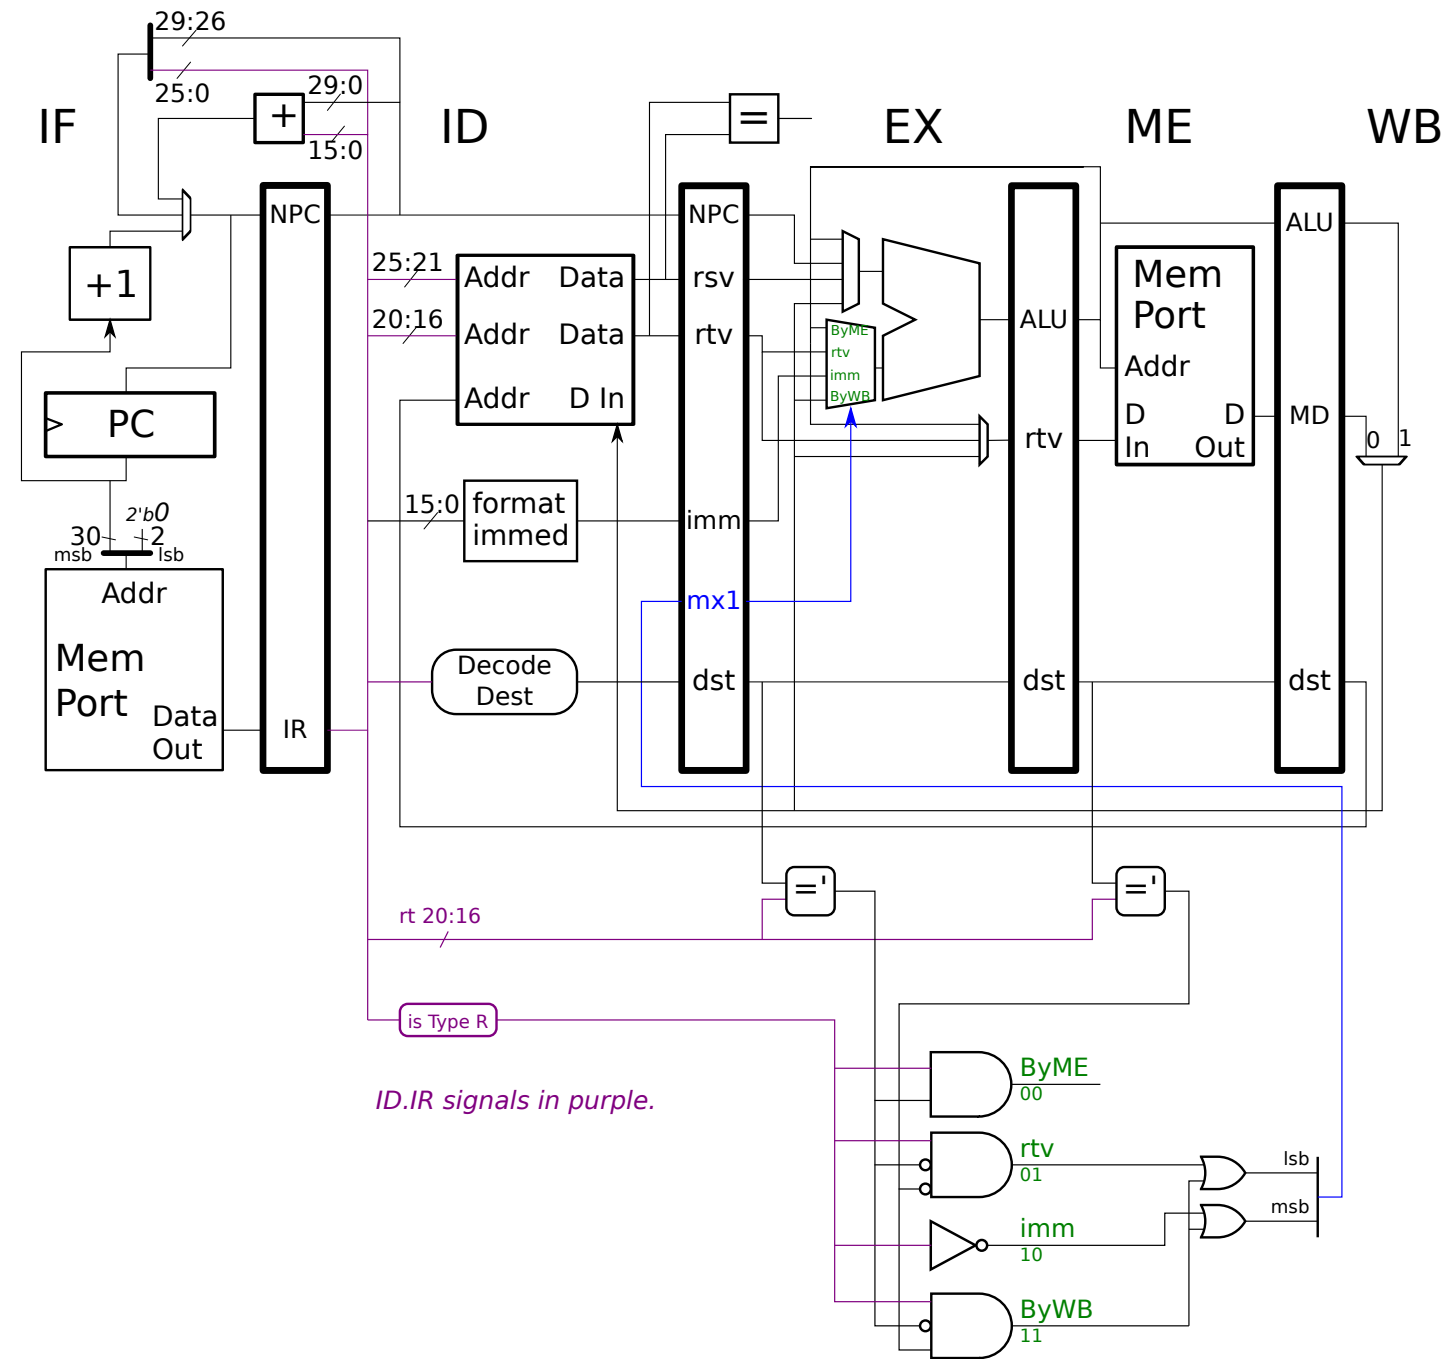 29:26
25:0
29:0
15:0
+
=
IF
ID
EX
ME
WB
NPC
NPC
ALU
+1
25:21
Addr
Data
rsv
20:16
Addr
Data
rtv
Addr
D In
ByME
rtv
imm
ByWB
ALU
Mem
Port
Addr
D
In
D
Out
MD
0
1
PC
rtv
15:0
format
immed
imm
2'b0
30
2
msb
lsb
Addr
Mem
Port
Data
Out
IR
mx1
Decode
Dest
dst
dst
dst
='
='
rt 20:16
is Type R
ID.IR signals in purple.
ByME
00
rtv
01
imm
10
ByWB
11
lsb
msb